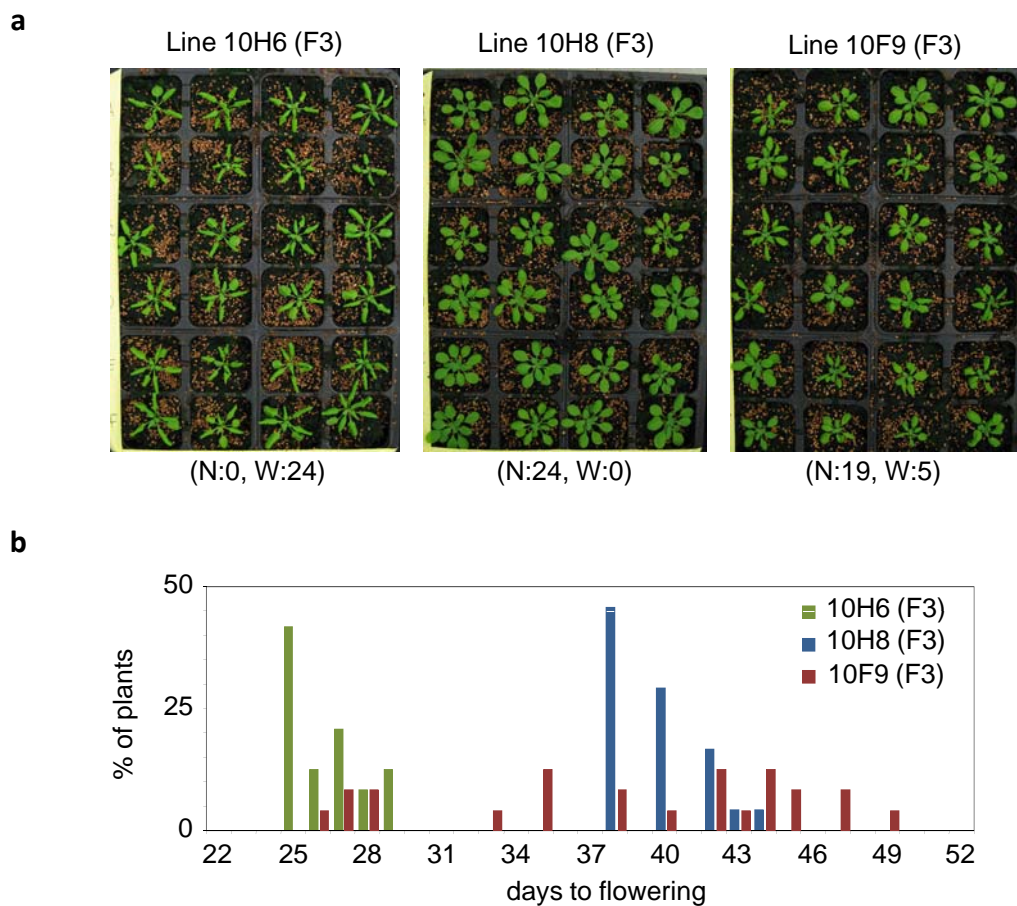 a
Line 10H6 (F3)
Line 10H8 (F3)
Line 10F9 (F3)
(N:0, W:24)
(N:24, W:0)
(N:19, W:5)
b
50
25
0
% of plants
10H6 (F3)
10H8 (F3)
10F9 (F3)
22 25 28 31 34 37 40 43 46 49 52
days to flowering